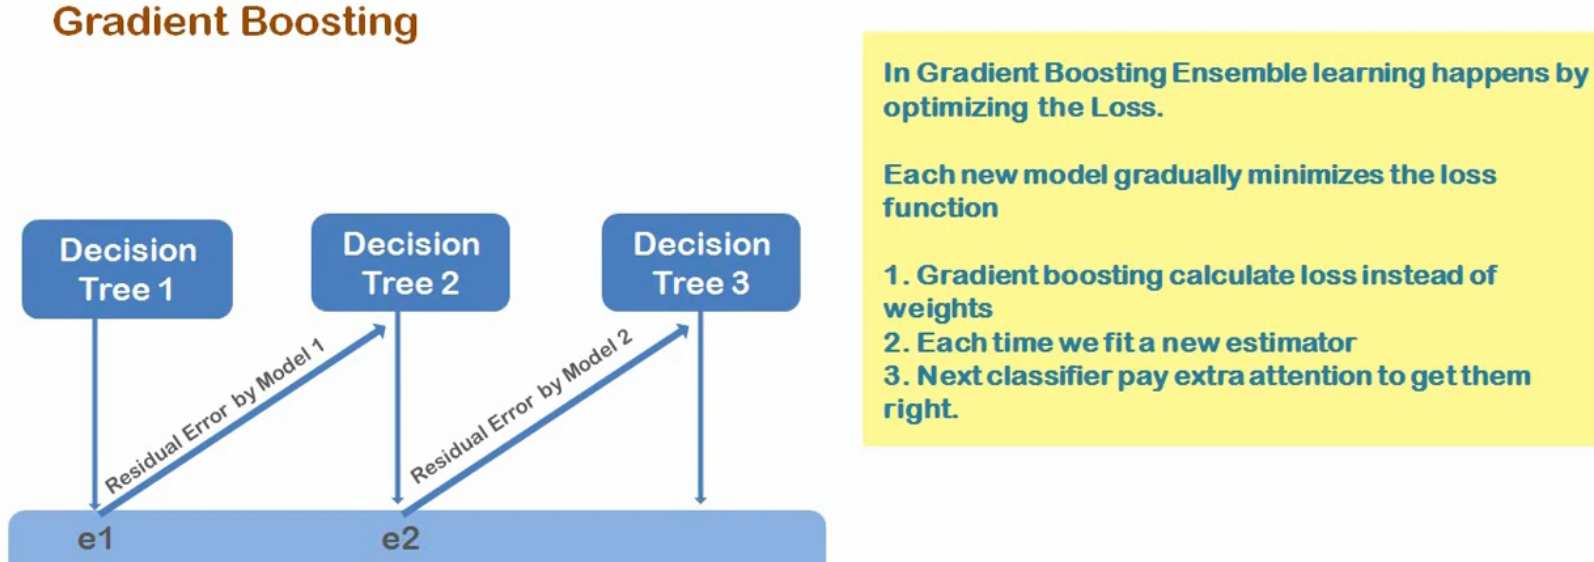 Gradient Boosting
In Gradient Boosting Ensemble learning happens by
optimizing the Loss.
Each new model gradually minimizes the loss
function
1. Gradient boosting calculate loss instead of
weights
2. Each time we fit a new estimator
3. Next classifier pay extra attention to get them
right.
Decision
Tree 1
Decision
Tree 2
Decision
Tree 3
Residual Error by Model 1
Residual Error by Model 2
e1
e2